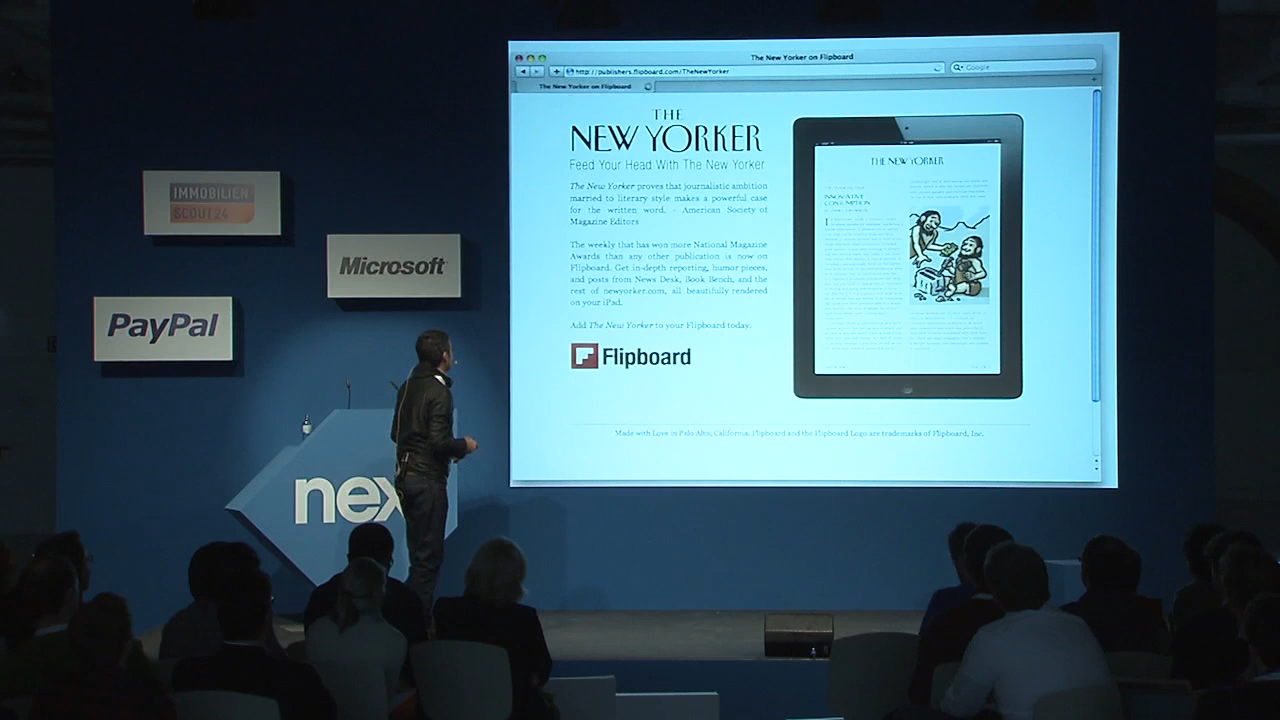 The New Yorker on Flipboard
http://publishers.flipboard.com/TheNewYorker
Google
The New Yorker on Flipboard
THE
NEW YORKER
Feed Your Head With The New Yorker
The New Yorker proves that journalistic ambition
married to literary style makes a powerful case
for the written word. – American Society of
Magazine Editors
The weekly that has won more National Magazine
Awards than any other publication is now on
Flipboard. Get in-depth reporting, humor pieces,
and posts from News Desk, Book Bench, and the
rest of newyorker.com, all beautifully rendered
on your iPad.
Add The New Yorker to your Flipboard today.
Flipboard
THE NEW YORKER
INNOVATIVE
CONSUMPTION
Made with Love in Palo Alto, California. Flipboard and the Flipboard Logo are trademarks of Flipboard, Inc.
IMMOBILIEN
SCOUT24
Microsoft
PayPal
nex